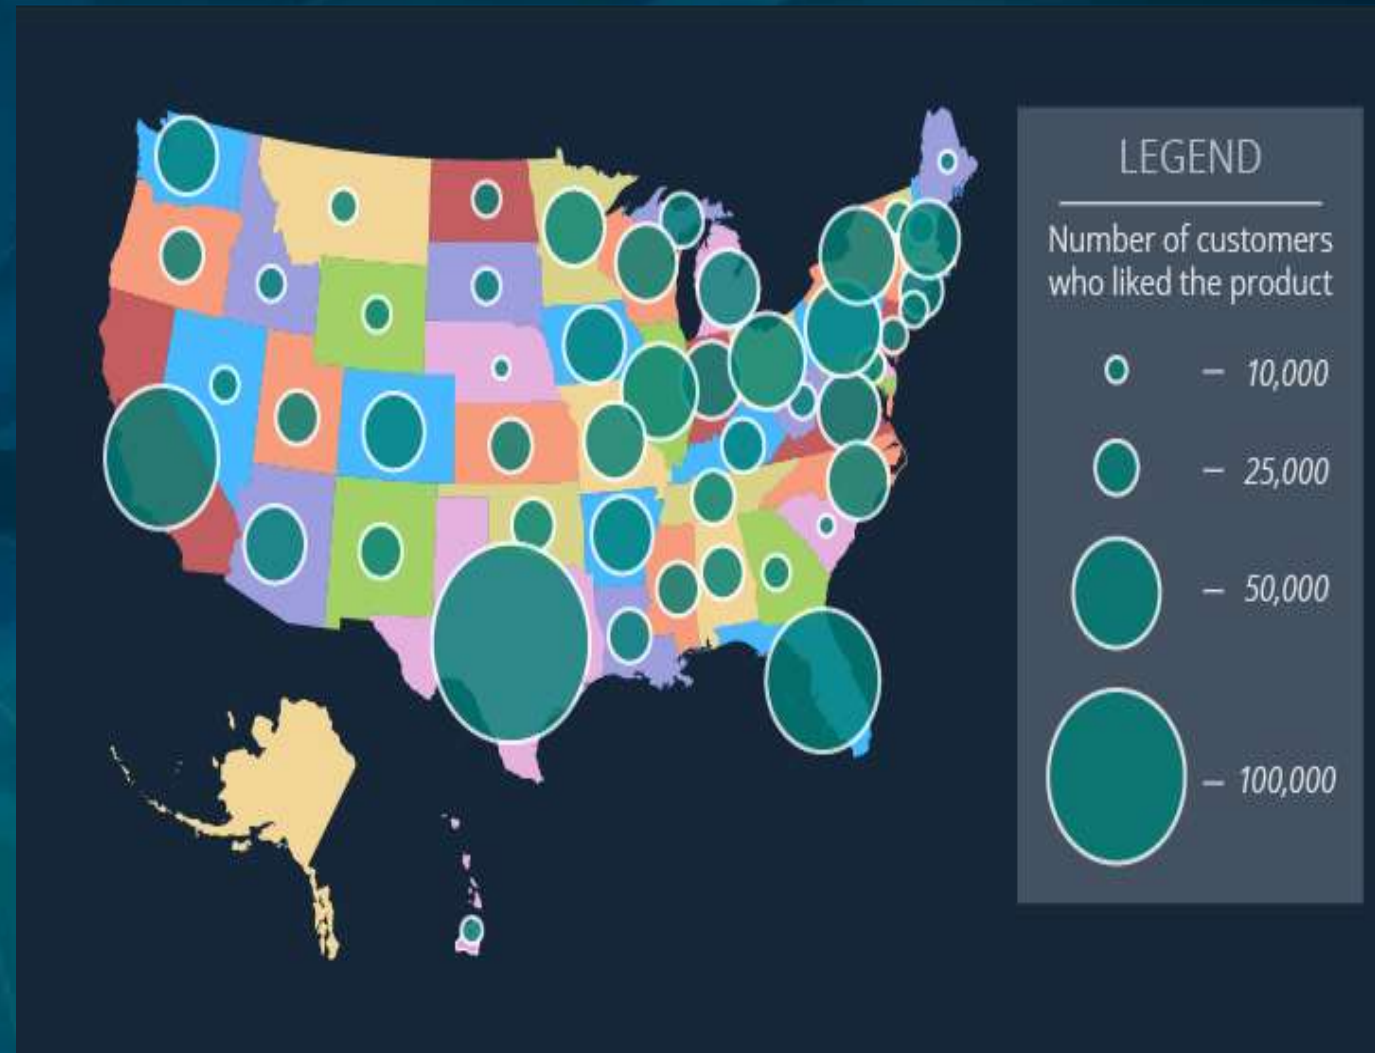 LEGEND
Number of customers
who liked the product
– 10,000
– 25,000
– 50,000
– 100,000